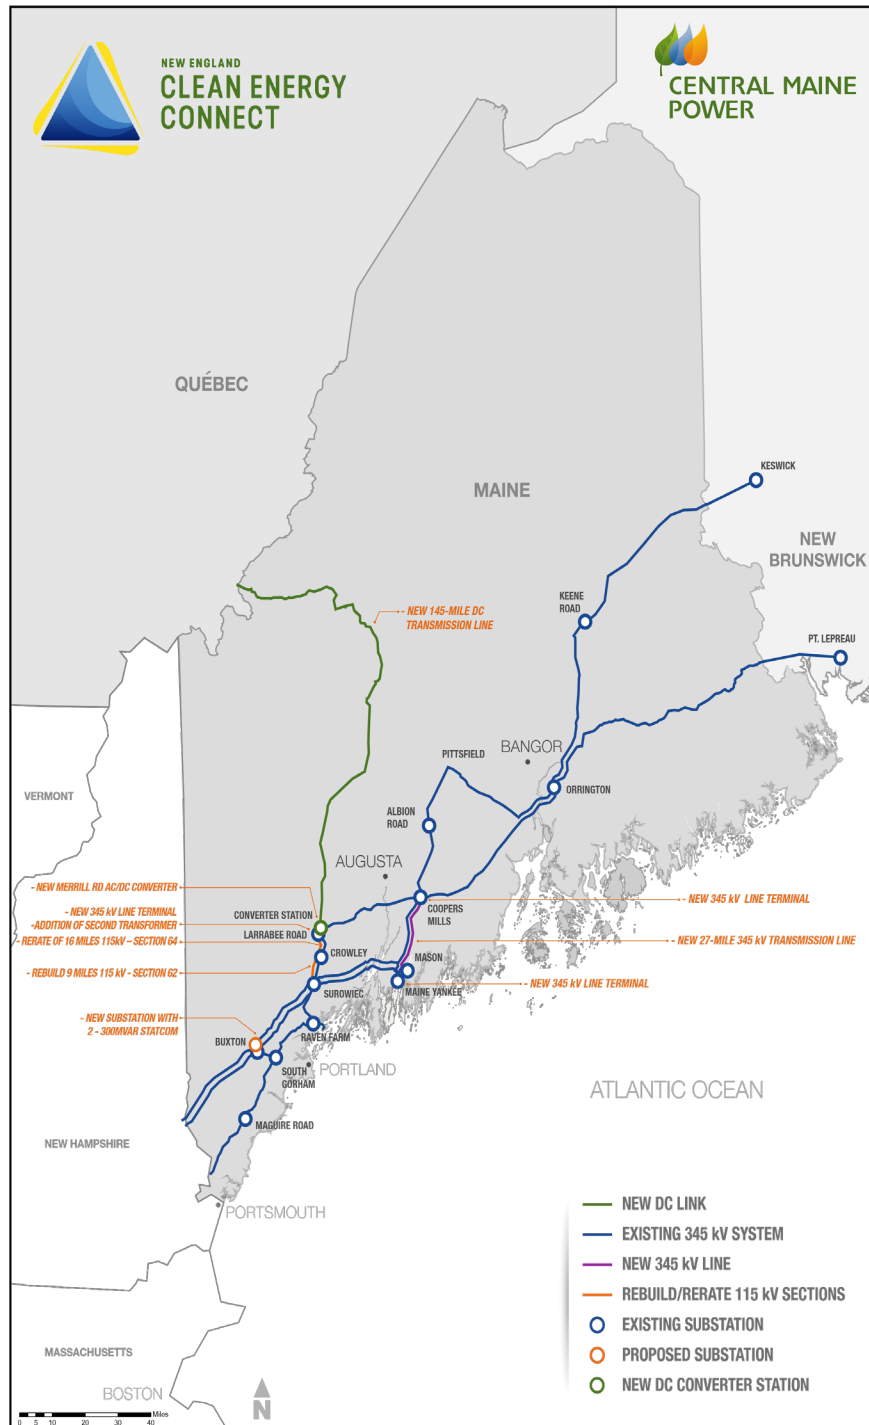 NEW ENGLAND
CLEAN ENERGY
CONNECT
CENTRAL MAINE
POWER
QUÉBEC
MAINE
KESWICK
NEW
BRUNSWICK
KEENE
ROAD
- NEW 145-MILE DC
TRANSMISSION LINE
PT. LEPREAU
BANGOR
PITTSFIELD
ORRINGTON
VERMONT
ALBION
ROAD
AUGUSTA
- NEW MERRILL RD AC/DC CONVERTER
- NEW 345 kV LINE TERMINAL
-ADDITION OF SECOND TRANSFORMER
- RERATE OF 16 MILES 115kV – SECTION 64
- REBUILD 9 MILES 115 kV - SECTION 62
CONVERTER STATION
LARRABEE ROAD
COOPERS
MILLS
- NEW 345 kV LINE TERMINAL
- NEW 27-MILE 345 kV TRANSMISSION LINE
CROWLEY
MASON
SUROWIEC
MAINE YANKEE
- NEW 345 kV LINE TERMINAL
- NEW SUBSTATION WITH
2 - 300MVAR STATCOM
BUXTON
RAVEN FARM
SOUTH
GORHAM
PORTLAND
ATLANTIC OCEAN
MAGUIRE ROAD
NEW HAMPSHIRE
PORTSMOUTH
NEW DC LINK
EXISTING 345 kV SYSTEM
NEW 345 kV LINE
REBUILD/RERATE 115 kV SECTIONS
EXISTING SUBSTATION
PROPOSED SUBSTATION
NEW DC CONVERTER STATION
MASSACHUSETTS
BOSTON
N
Miles
0 5 10 20 30 40